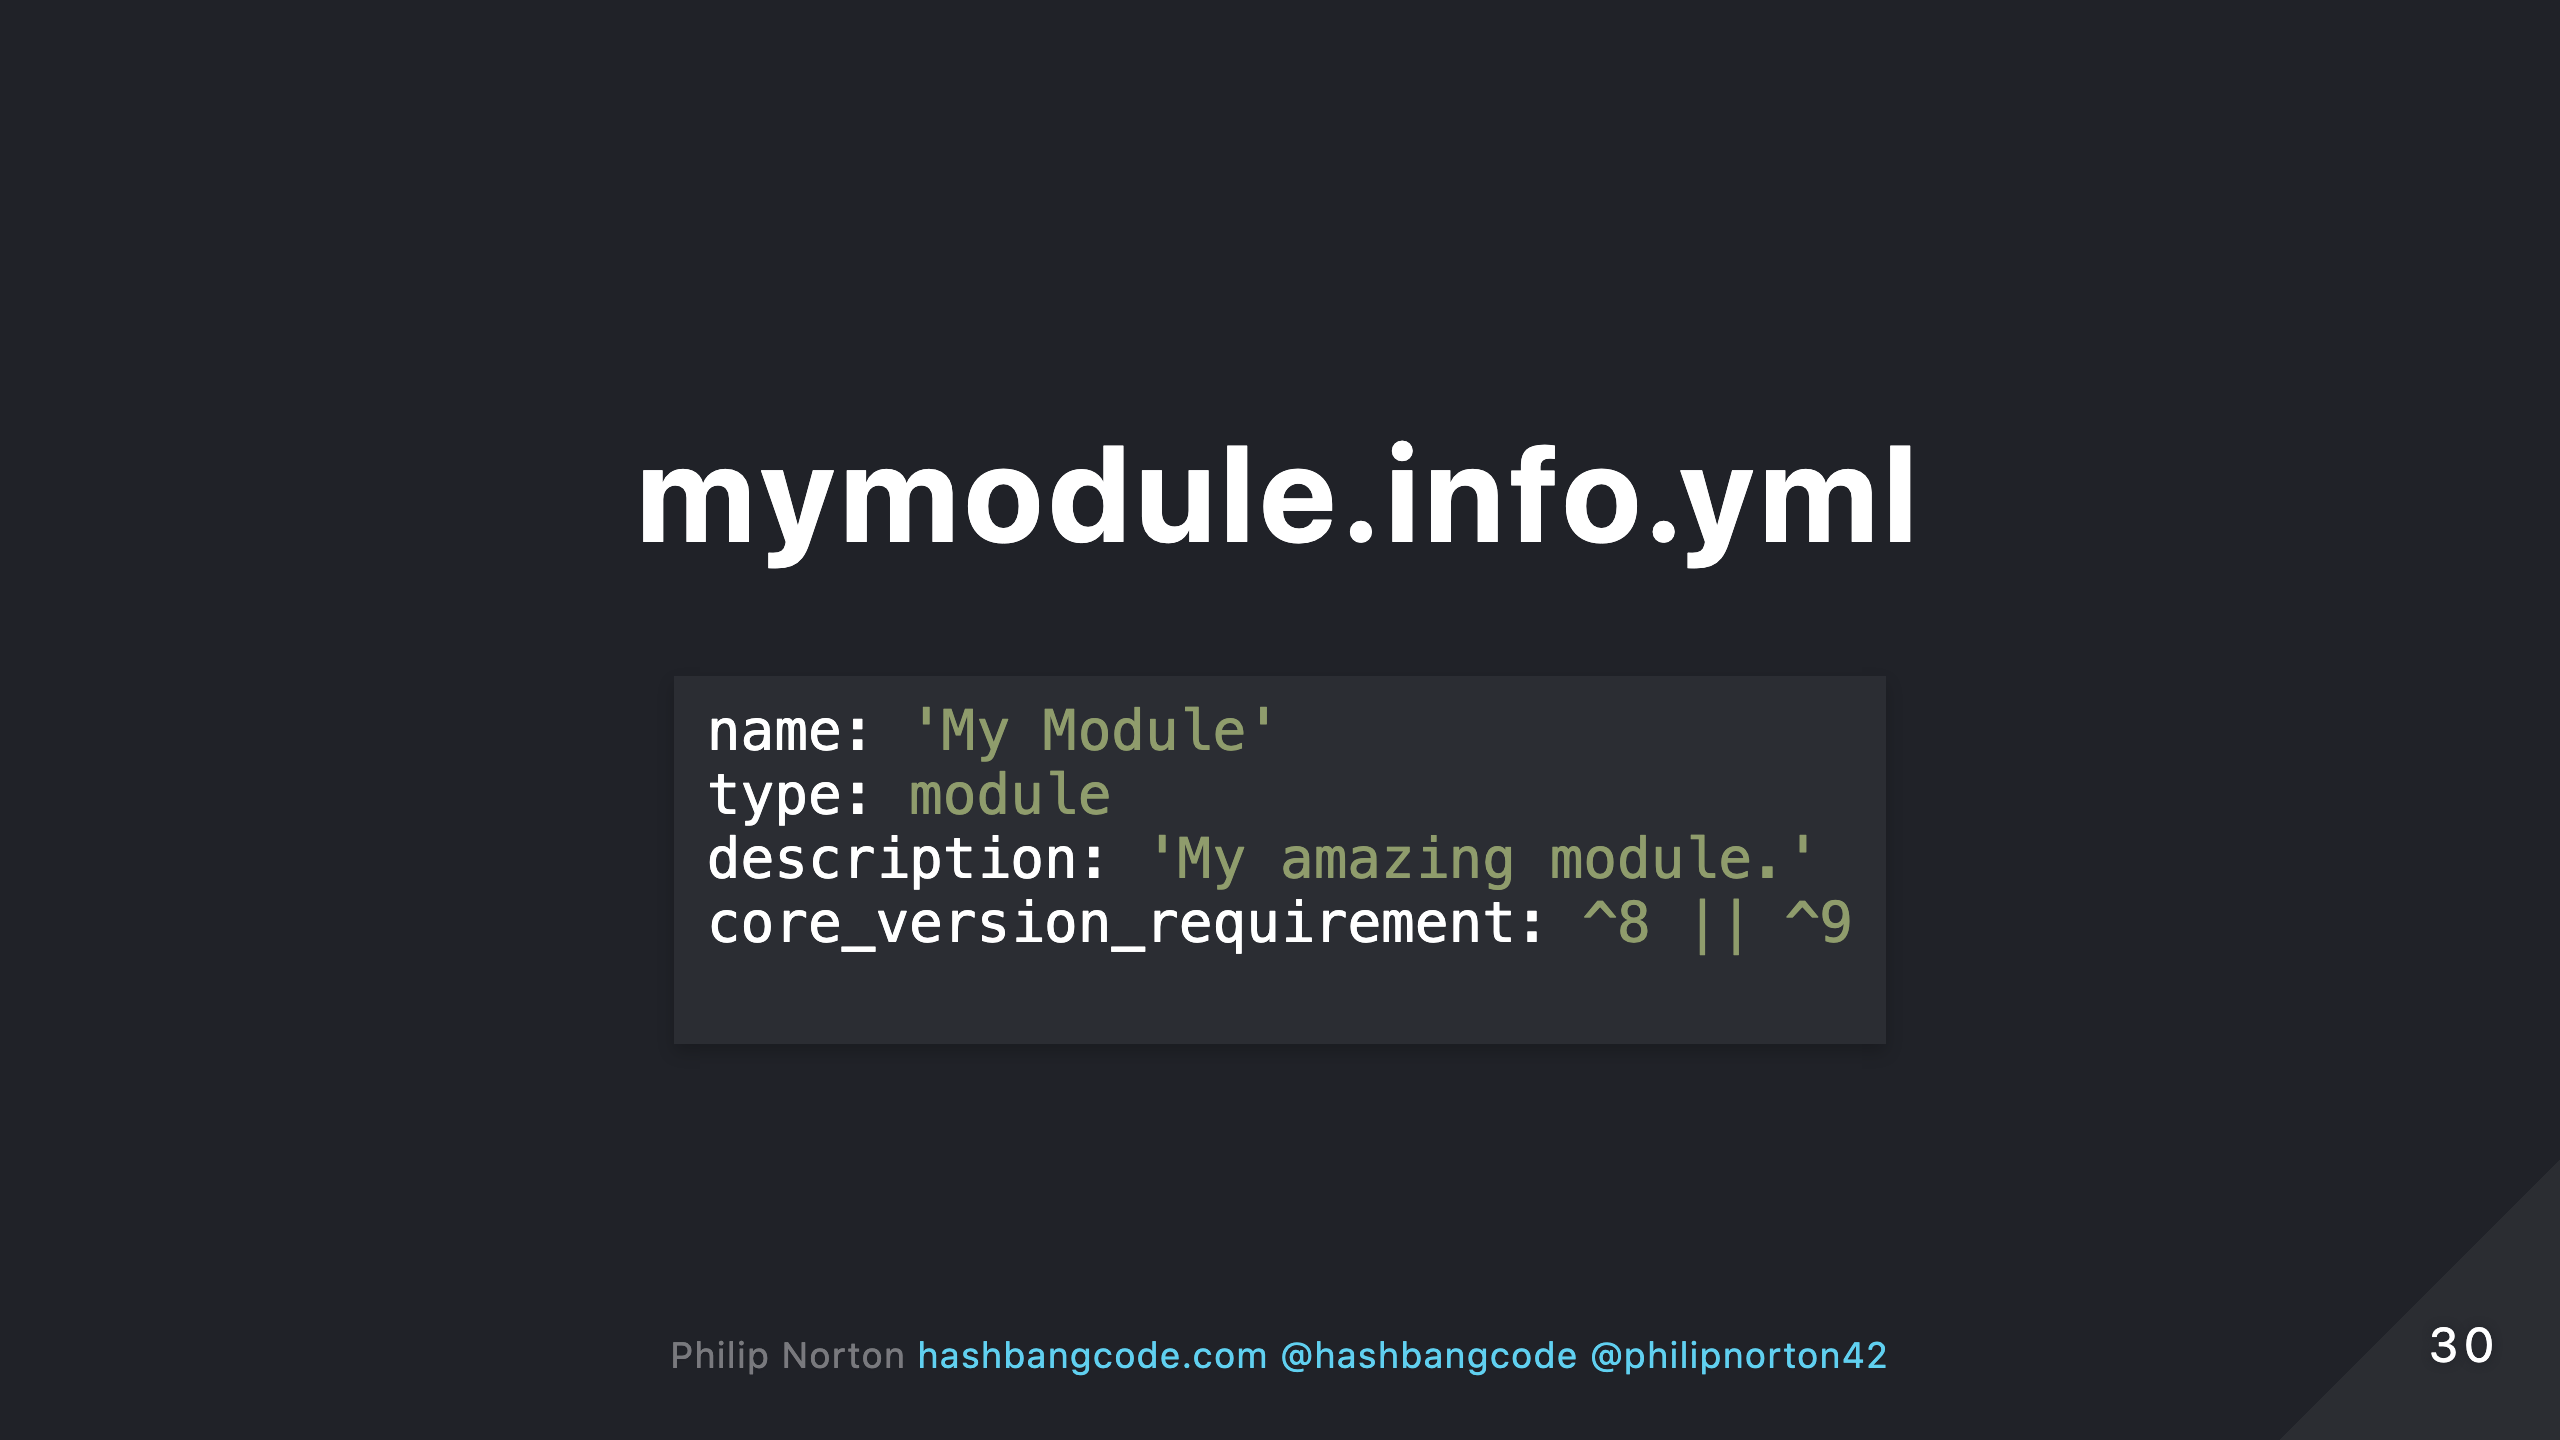 mymodule.info.yml
name: 'My Module'
type: module
description: 'My amazing module.'
core_version_requirement: ^8 || ^9
Philip Norton hashbangcode.com @hashbangcode @philipnorton42
30